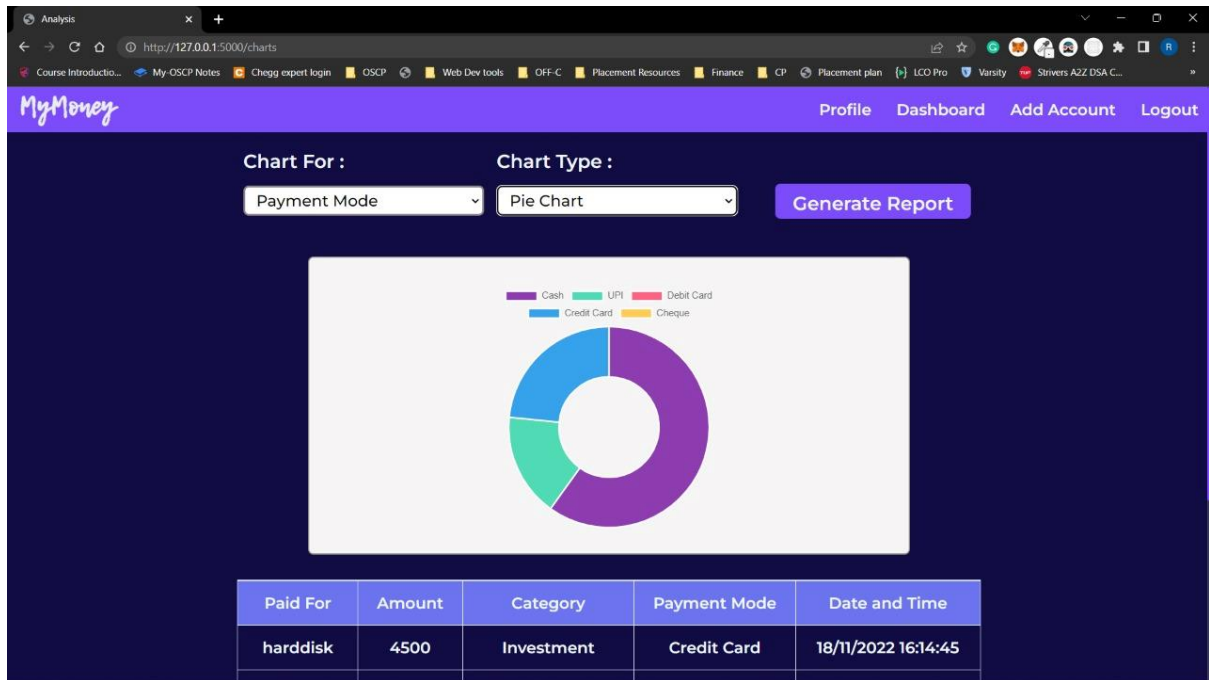 Analysis
http://127.0.0.1:5000/charts
Course Introductio... My-OSCP Notes Chegg expert login OSCP Web Dev tools OFF-C Placement Resources Finance CP Placement plan LCO Pro Varsity Strivers A2Z DSA C... »
MyMoney Profile Dashboard Add Account Logout
Chart For : Chart Type :
Payment Mode Pie Chart Generate Report
Cash UPI Debit Card
Credit Card Cheque
Paid For Amount Category Payment Mode Date and Time
harddisk 4500 Investment Credit Card 18/11/2022 16:14:45